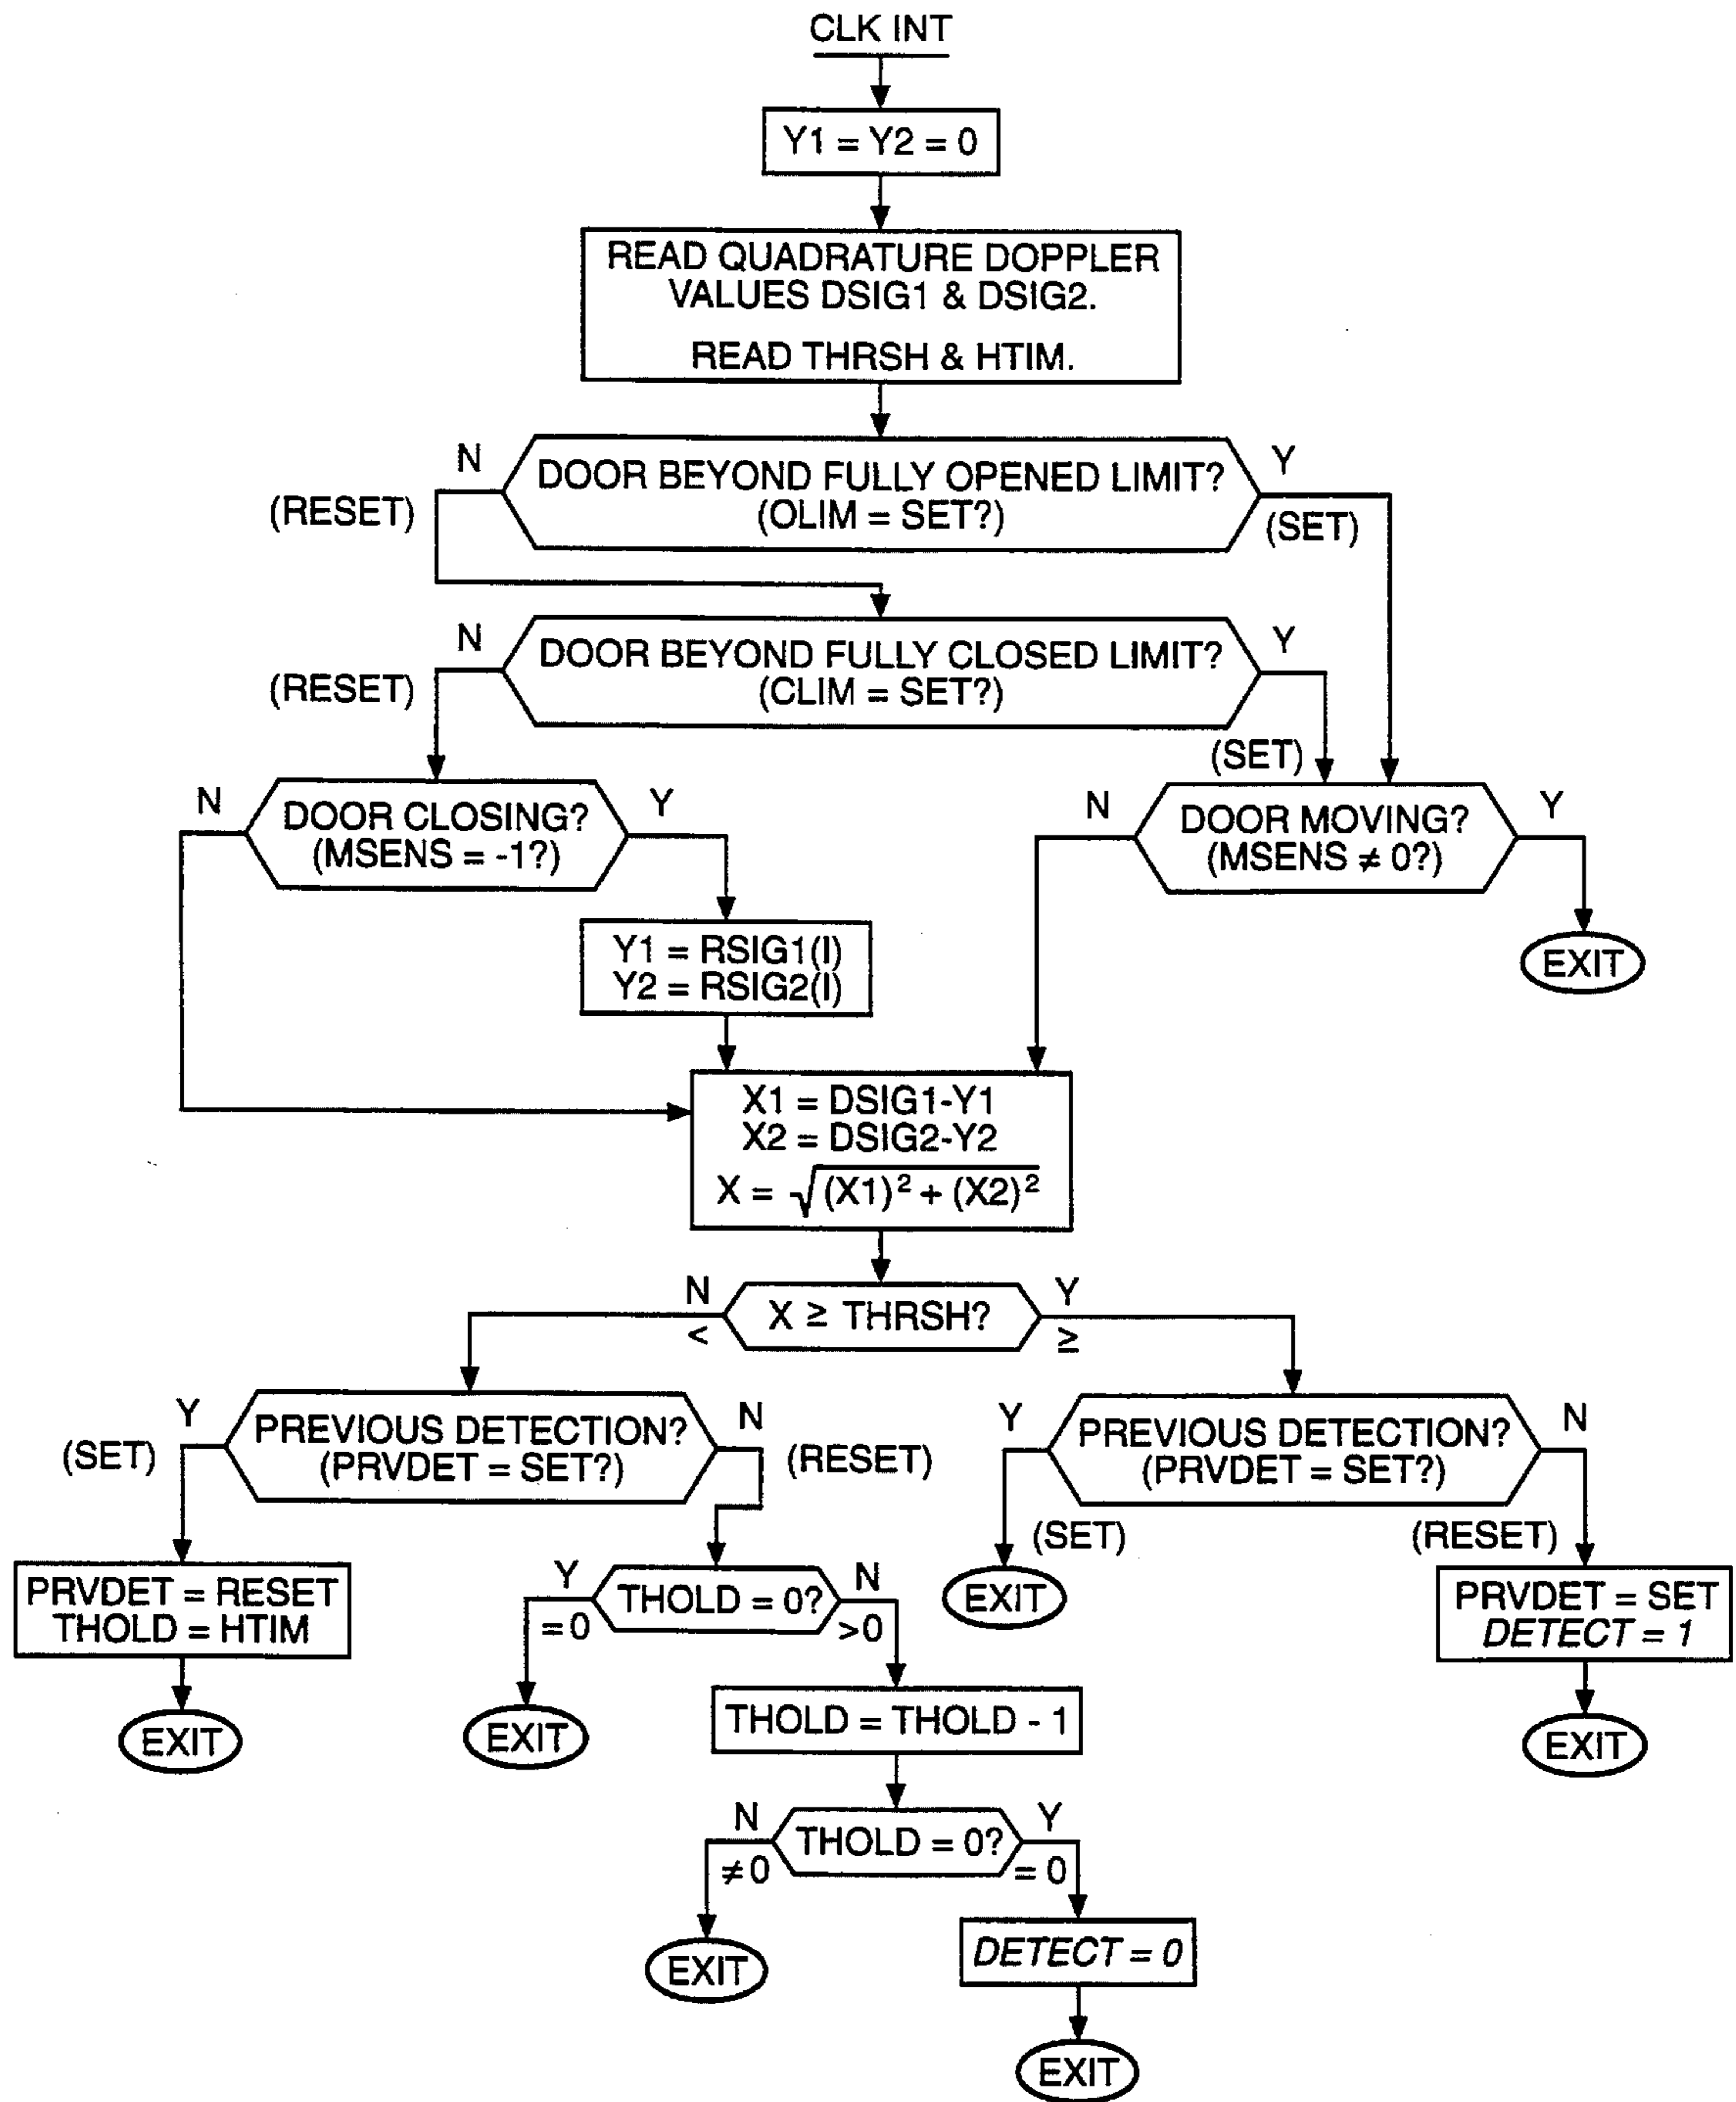 CLK INT
Y1 = Y2 = 0
READ QUADRATURE DOPPLER
VALUES DSIG1 & DSIG2.
READ THRSH & HTIM.
N
Y
DOOR BEYOND FULLY OPENED LIMIT?
(OLIM = SET?)
(RESET)
(SET)
N
Y
DOOR BEYOND FULLY CLOSED LIMIT?
(CLIM = SET?)
(RESET)
(SET)
N
Y
DOOR CLOSING?
(MSENS = -1?)
N
Y
DOOR MOVING?
(MSENS ≠ 0?)
Y1 = RSIG1(I)
Y2 = RSIG2(I)
EXIT
X1 = DSIG1-Y1
X2 = DSIG2-Y2
X = √(X1)² + (X2)²
N
Y
X ≥ THRSH?
<
≥
Y
N
PREVIOUS DETECTION?
(PRVDET = SET?)
(SET)
(RESET)
Y
N
PREVIOUS DETECTION?
(PRVDET = SET?)
(SET)
(RESET)
PRVDET = RESET
THOLD = HTIM
Y
N
THOLD = 0?
=0
>0
EXIT
PRVDET = SET
DETECT = 1
EXIT
EXIT
THOLD = THOLD - 1
EXIT
N
Y
THOLD = 0?
≠0
= 0
EXIT
DETECT = 0
EXIT